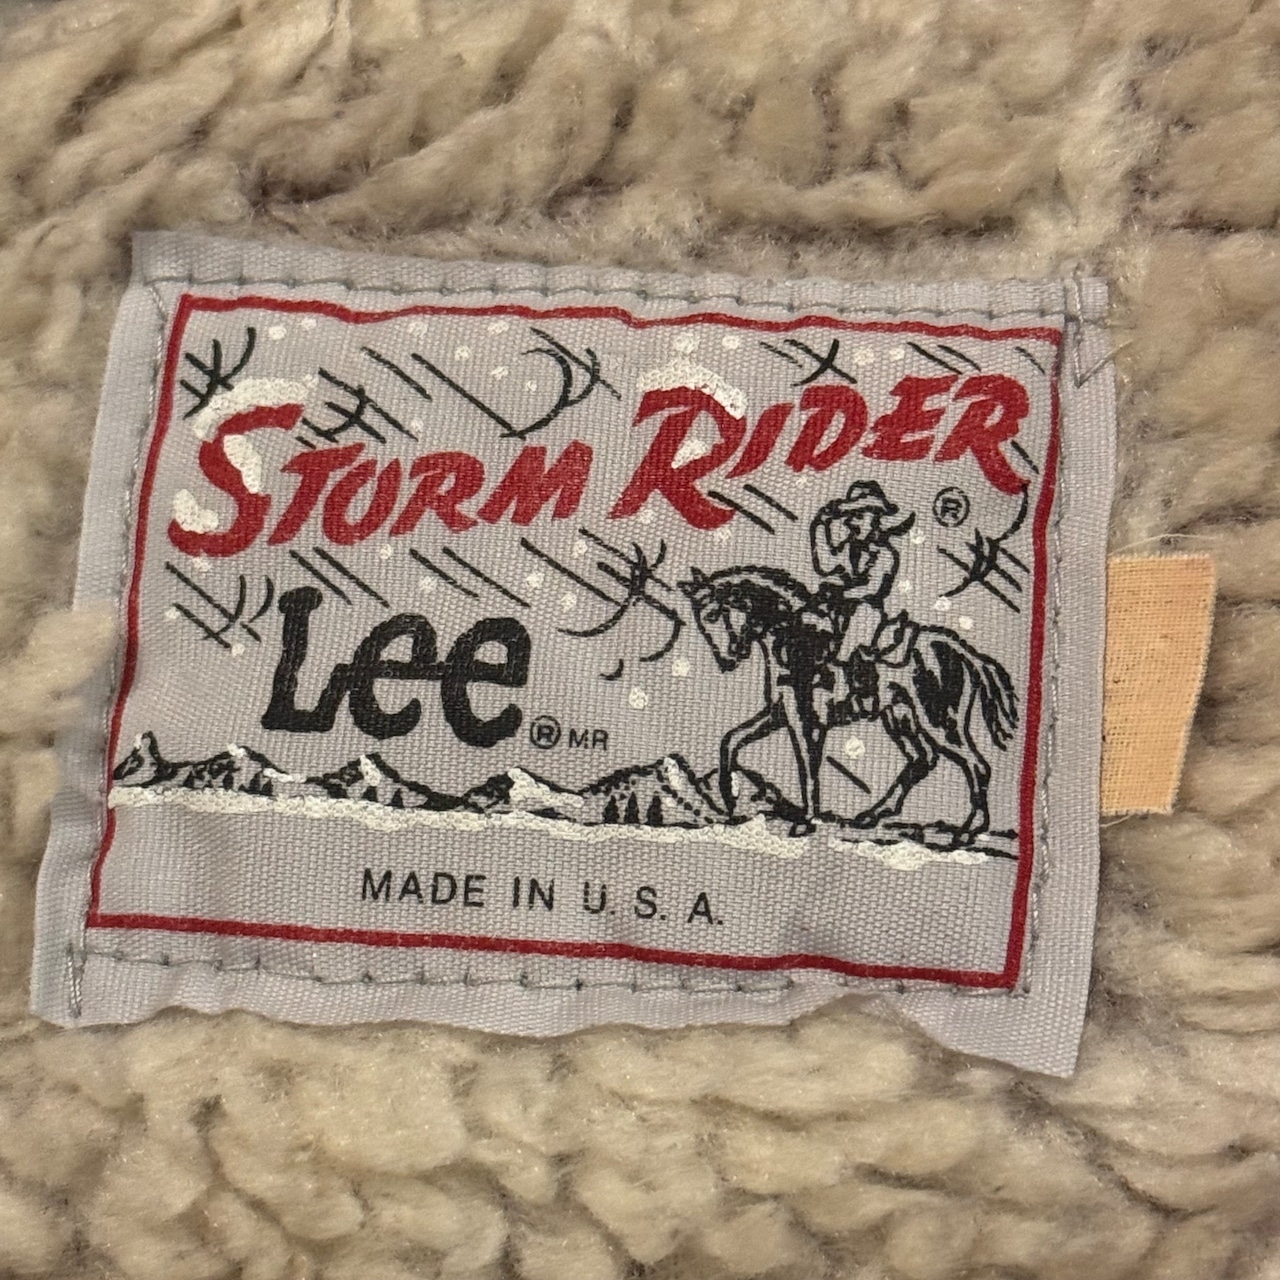 STORM RIDER
®
Lee ® MR
MADE IN U.S.A.